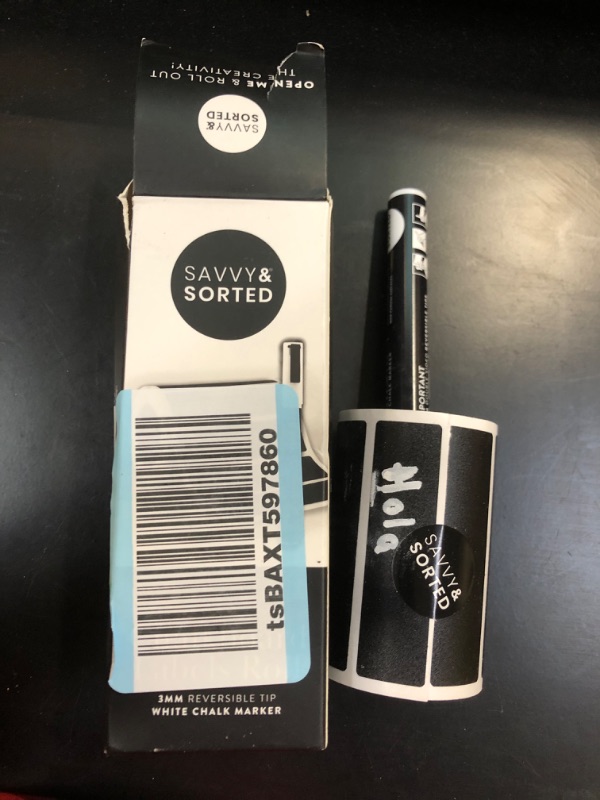 OPEN ME & ROLL OUT
THE CREATIVITY!
SAVVY&
SORTED
SAVVY&
SORTED
tsBAXT597860
3MM REVERSIBLE TIP
WHITE CHALK MARKER
PORTANT
Hola
SAVVY&
SORTED